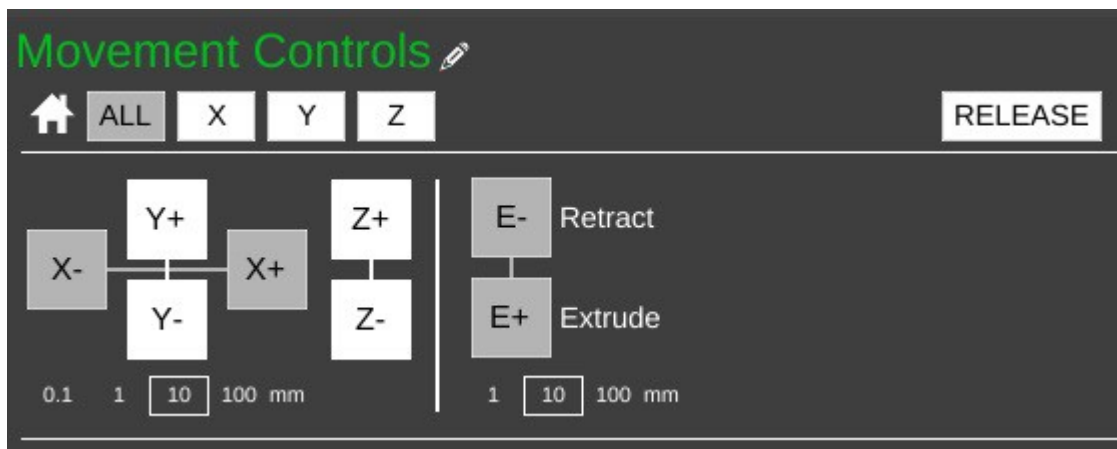 Movement Controls
ALL X Y Z RELEASE
Y+ Z+ E- Retract
X- X+
Y- Z- E+ Extrude
0.1 1 10 100 mm 1 10 100 mm